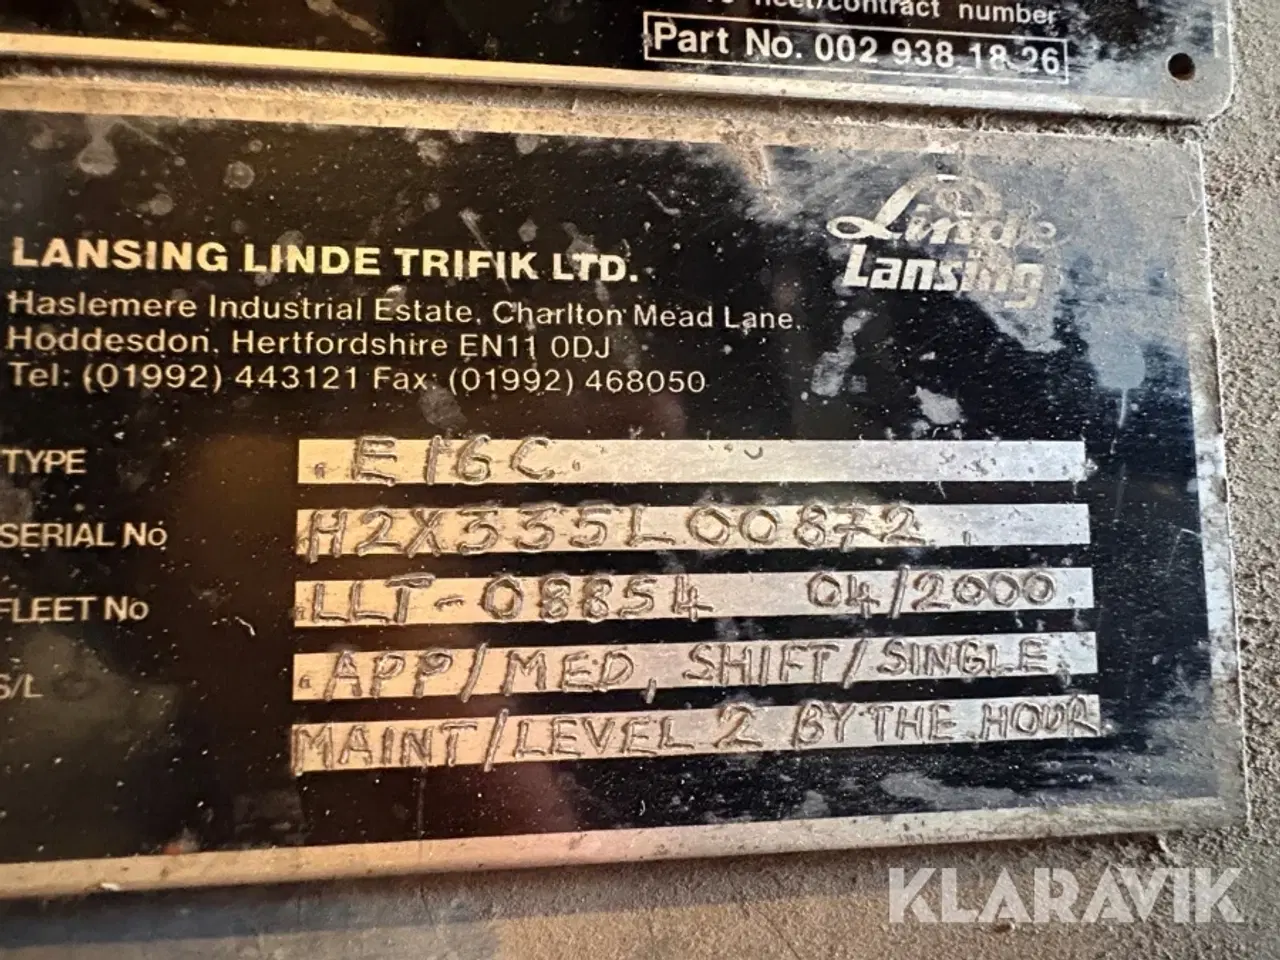 fleet/contract number
Part No. 002 938 18 26
Linde
Lansing
LANSING LINDE TRIFIK LTD.
Haslemere Industrial Estate, Charlton Mead Lane,
Hoddesdon, Hertfordshire EN11 0DJ
Tel: (01992) 443121 Fax: (01992) 468050
TYPE E16C
SERIAL No H2X335L00872
FLEET No LLT-08854 04/2000
S/L APP/MED, SHIFT/SINGLE,
MAINT/LEVEL 2 BY THE HOUR
KLARAVIK